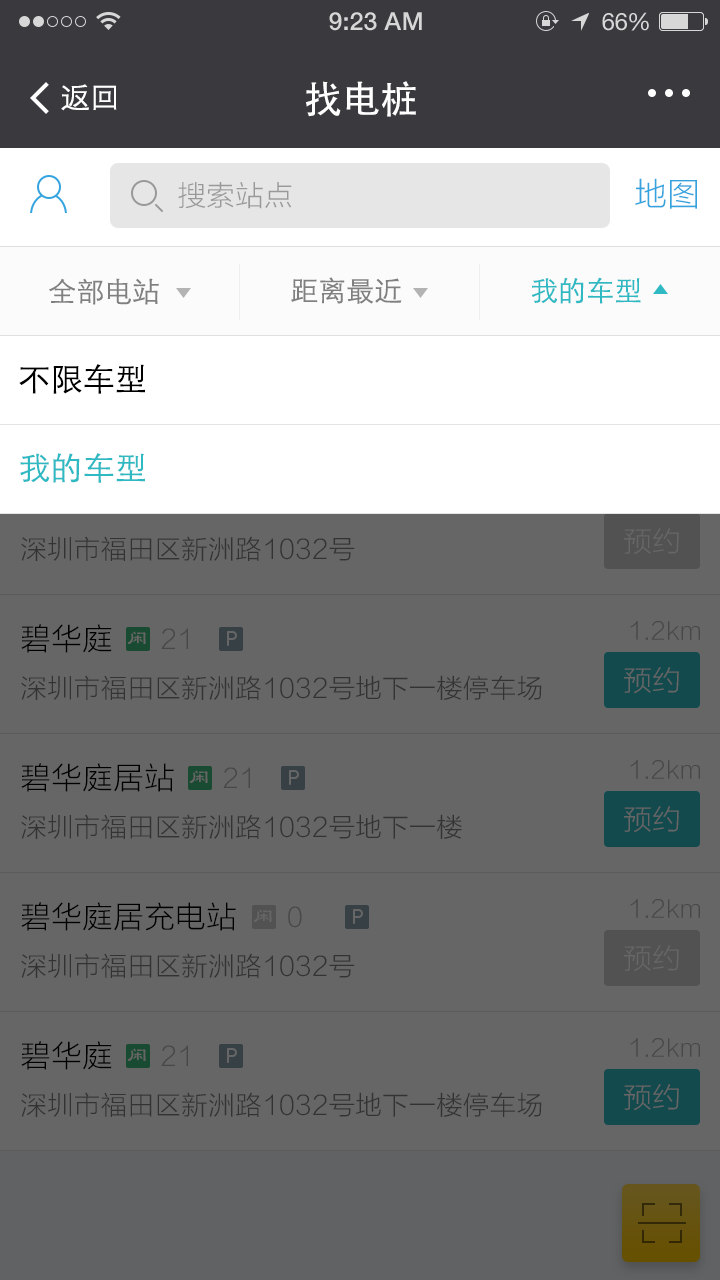 9:23 AM 66%
返回 找电桩
搜索站点 地图
全部电站 距离最近 我的车型
不限车型
我的车型
深圳市福田区新洲路1032号 预约
碧华庭 闲 21 P 1.2km
深圳市福田区新洲路1032号地下一楼停车场 预约
碧华庭居站 闲 21 P 1.2km
深圳市福田区新洲路1032号地下一楼 预约
碧华庭居充电站 闲 0 P 1.2km
深圳市福田区新洲路1032号 预约
碧华庭 闲 21 P 1.2km
深圳市福田区新洲路1032号地下一楼停车场 预约